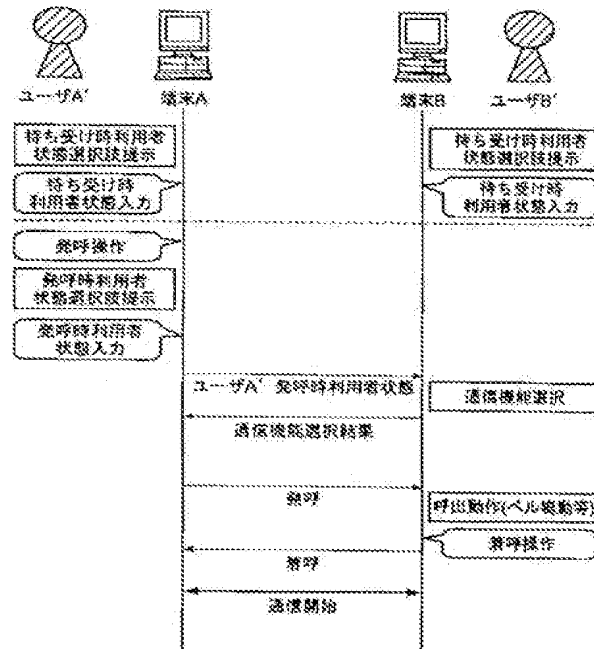 ユーザA'
端末A
端末B
ユーザB'
待ち受け時利用者
状態選択肢提示
待ち受け時利用者
状態選択肢提示
待ち受け時
利用者状態入力
待ち受け時
利用者状態入力
発呼操作
発呼時利用者
状態選択肢提示
発呼時利用者
状態入力
ユーザA' 発呼時利用者状態
通信機能選択
通信機能選択結果
発呼
呼出動作(ベル鳴動等)
着呼操作
着呼
通信開始